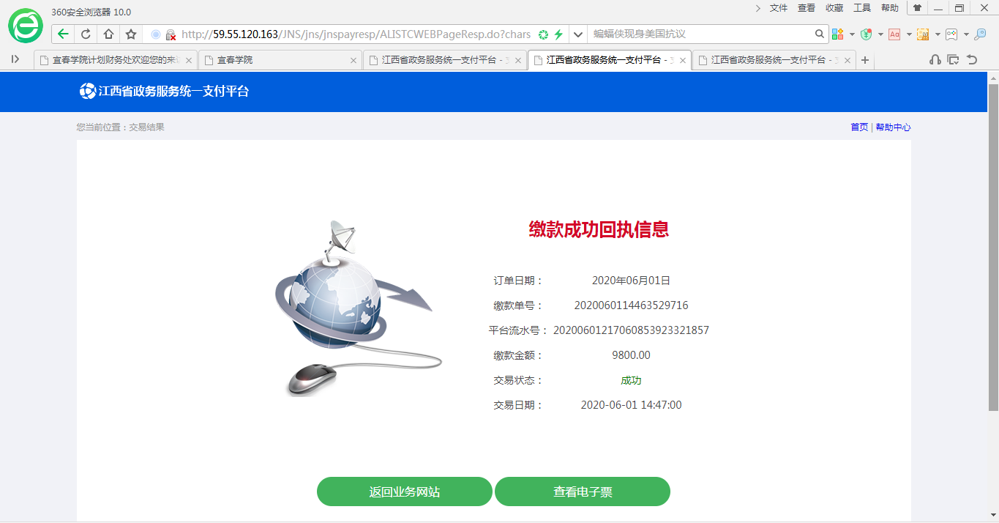 360安全浏览器 10.0
文件 查看 收藏 工具 帮助
http://59.55.120.163/JNS/jns/jnspayresp/ALISTCWEBPageResp.do?chars
蝙蝠侠现身美国抗议
宜春学院计划财务处欢迎您的来
宜春学院
江西省政务服务统一支付平台 -
江西省政务服务统一支付平台 -
江西省政务服务统一支付平台 -
江西省政务服务统一支付平台
您当前位置：交易结果
首页 | 帮助中心
缴款成功回执信息
订单日期： 2020年06月01日
缴款单号： 2020060114463529716
平台流水号： 20200601217060853923321857
缴款金额： 9800.00
交易状态： 成功
交易日期： 2020-06-01 14:47:00
返回业务网站
查看电子票